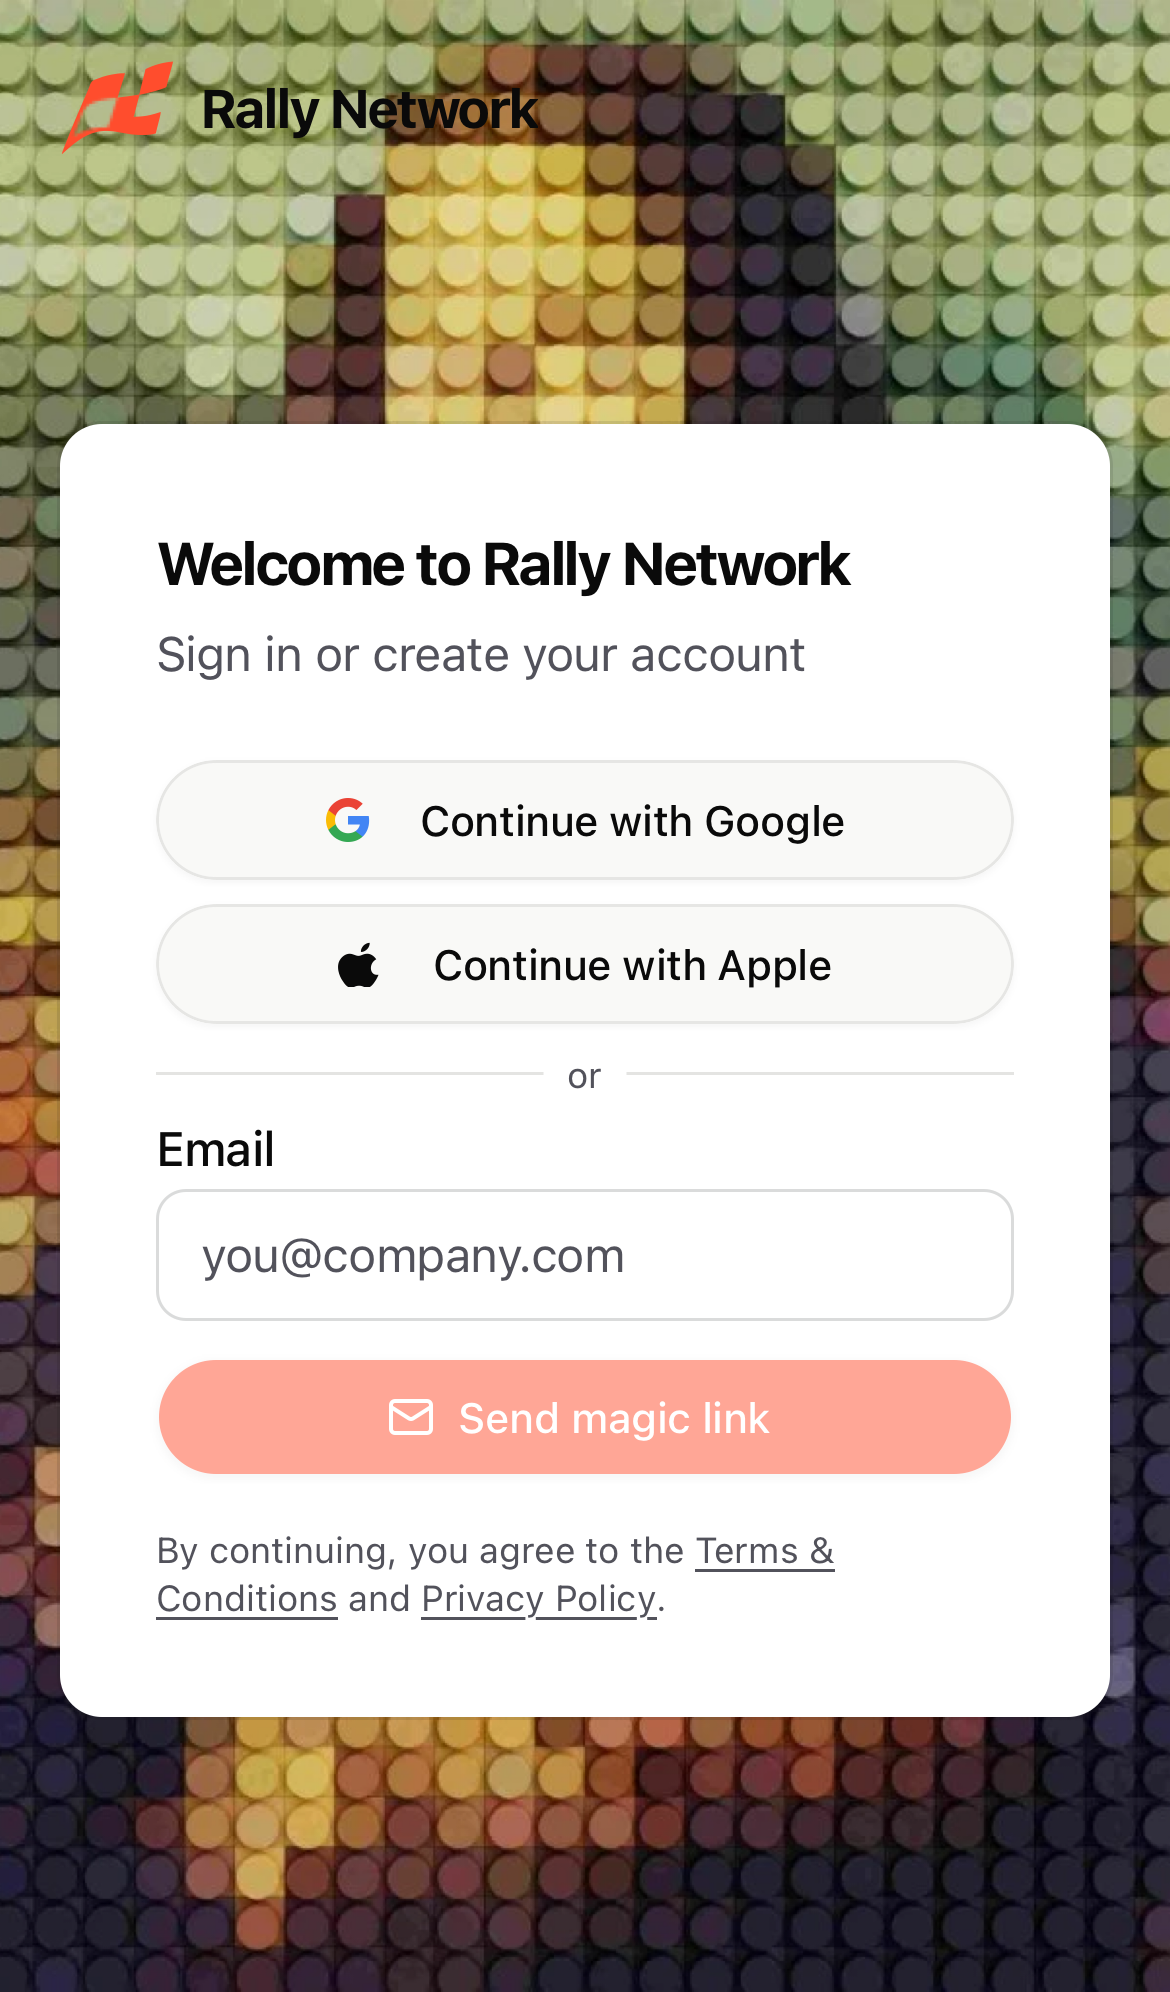 Rally Network
Welcome to Rally Network
Sign in or create your account
Continue with Google
Continue with Apple
or
Email
you@company.com
Send magic link
By continuing, you agree to the Terms &
Conditions and Privacy Policy.